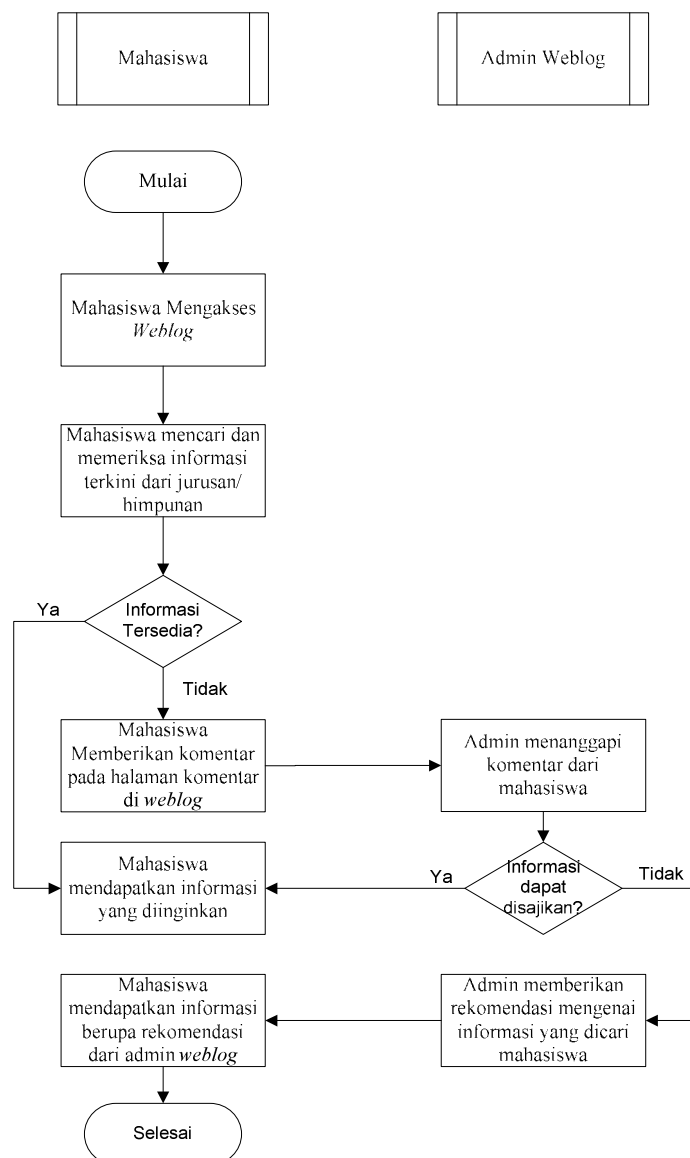 Mahasiswa
Admin Weblog
Mulai
Mahasiswa Mengakses
Weblog
Mahasiswa mencari dan
memeriksa informasi
terkini dari jurusan/
himpunan
Ya
Informasi
Tersedia?
Tidak
Mahasiswa
Memberikan komentar
pada halaman komentar
di weblog
Admin menanggapi
komentar dari
mahasiswa
Mahasiswa
mendapatkan informasi
yang diinginkan
Ya
Informasi
dapat
disajikan?
Tidak
Mahasiswa
mendapatkan informasi
berupa rekomendasi
dari admin weblog
Admin memberikan
rekomendasi mengenai
informasi yang dicari
mahasiswa
Selesai